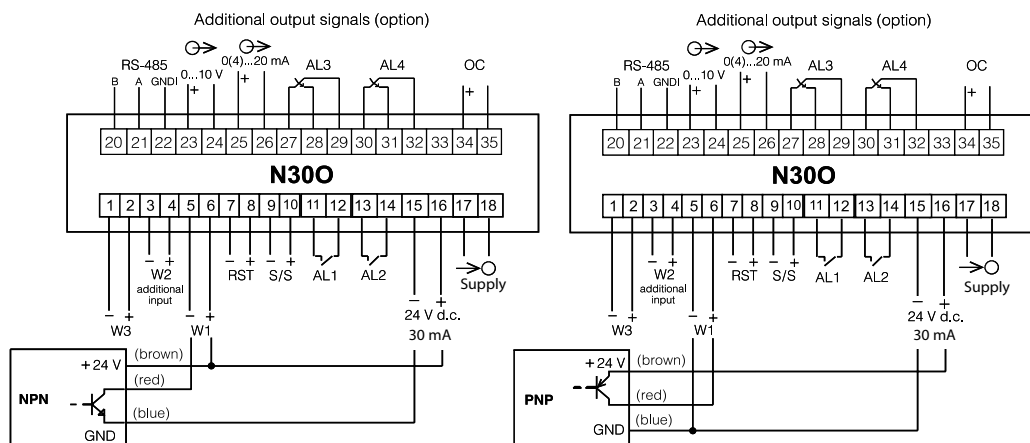 Additional output signals (option)
RS-485
B A GNDI
0...10 V
+
0(4)...20 mA
+
AL3
AL4
OC
+
20 21 22 23 24 25 26 27 28 29 30 31 32 33 34 35
N30O
1 2 3 4 5 6 7 8 9 10 11 12 13 14 15 16 17 18
− +
W3
− +
W2
additional
input
− +
W1
− +
RST
− +
S/S
AL1
AL2
− +
24 V d.c.
30 mA
Supply
+ 24 V
(brown)
(red)
NPN
(blue)
GND
Additional output signals (option)
RS-485
B A GNDI
0...10 V
+
0(4)...20 mA
+
AL3
AL4
OC
+
20 21 22 23 24 25 26 27 28 29 30 31 32 33 34 35
N30O
1 2 3 4 5 6 7 8 9 10 11 12 13 14 15 16 17 18
− +
W3
− +
W2
additional
input
− +
W1
− +
RST
− +
S/S
AL1
AL2
− +
24 V d.c.
30 mA
Supply
+ 24 V
(brown)
(red)
PNP
(blue)
GND